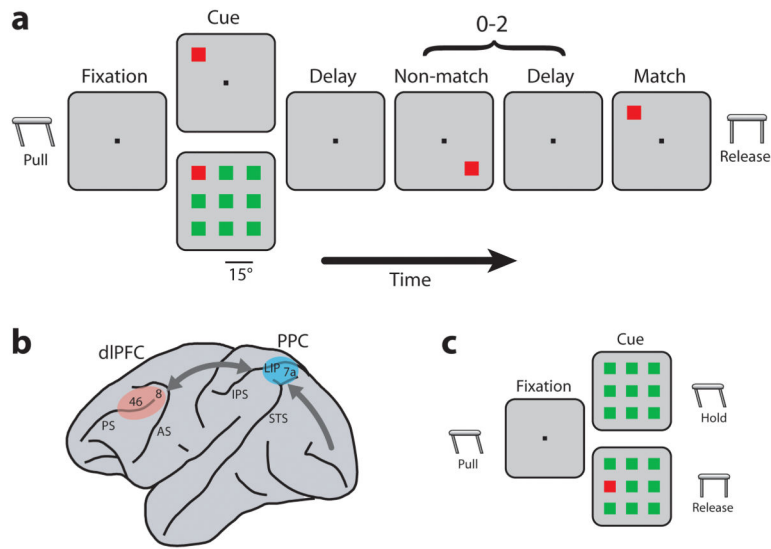 a
Cue
0-2
Fixation
Delay
Non-match
Delay
Match
Pull
Release
15°
Time
b
dlPFC
PPC
LIP 7a
46
8
IPS
PS
AS
STS
c
Cue
Fixation
Hold
Pull
Release